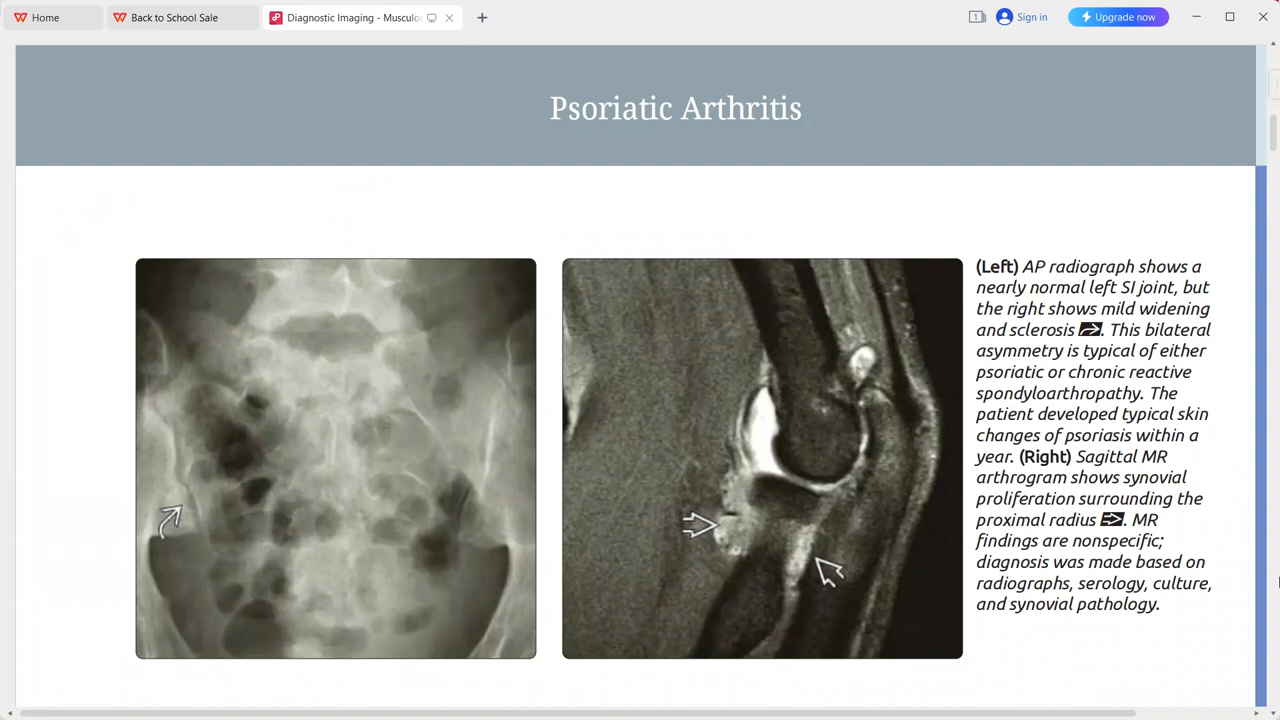 Home
Back to School Sale
Diagnostic Imaging - Musculo
1
Sign in
Upgrade now
Psoriatic Arthritis
(Left) AP radiograph shows a
nearly normal left SI joint, but
the right shows mild widening
and sclerosis. This bilateral
asymmetry is typical of either
psoriatic or chronic reactive
spondyloarthropathy. The
patient developed typical skin
changes of psoriasis within a
year. (Right) Sagittal MR
arthrogram shows synovial
proliferation surrounding the
proximal radius. MR
findings are nonspecific;
diagnosis was made based on
radiographs, serology, culture,
and synovial pathology.